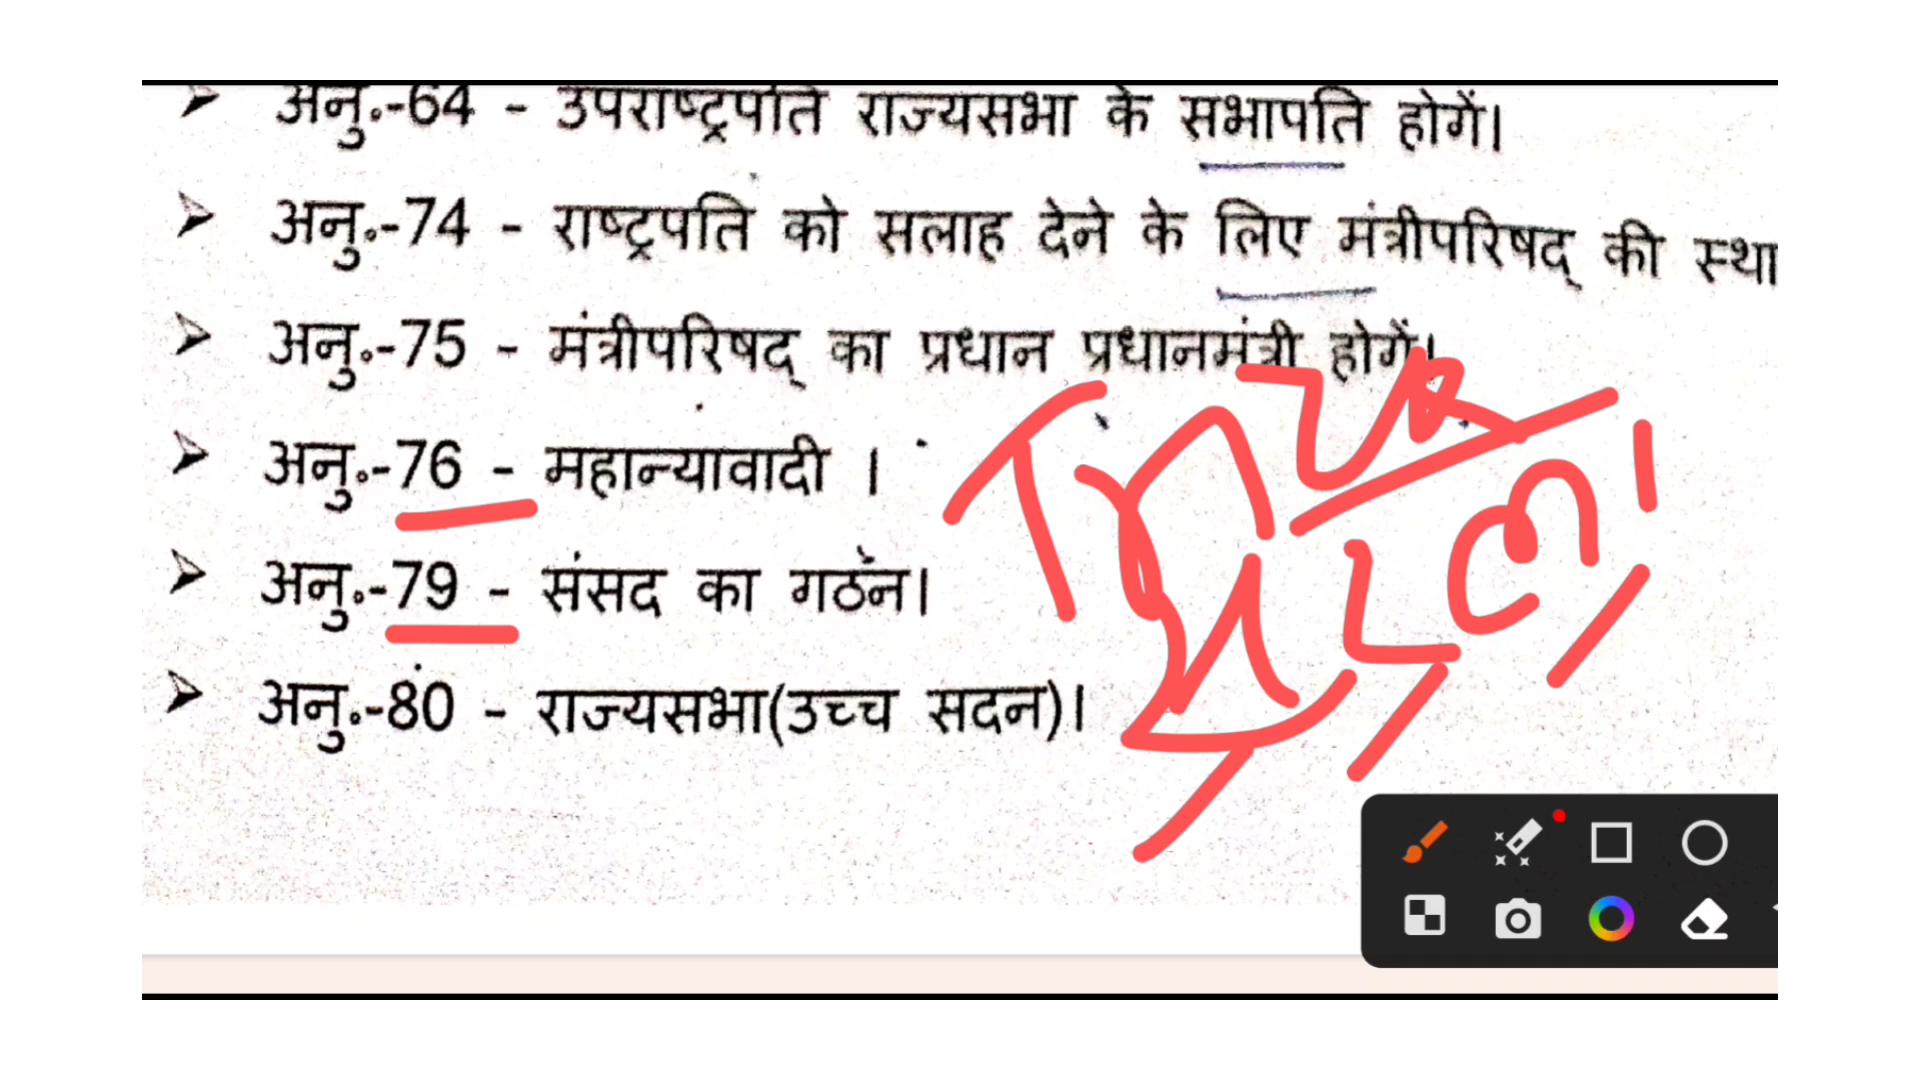 अनु.-64 - उपराष्ट्रपति राज्यसभा के सभापति होगें।
अनु.-74 - राष्ट्रपति को सलाह देने के लिए मंत्रीपरिषद् की स्था
अनु.-75 - मंत्रीपरिषद् का प्रधान प्रधानमंत्री होगें।
अनु.-76 - महान्यावादी ।
अनु.-79 - संसद का गठन।
अनु.-80 - राज्यसभा(उच्च सदन)।